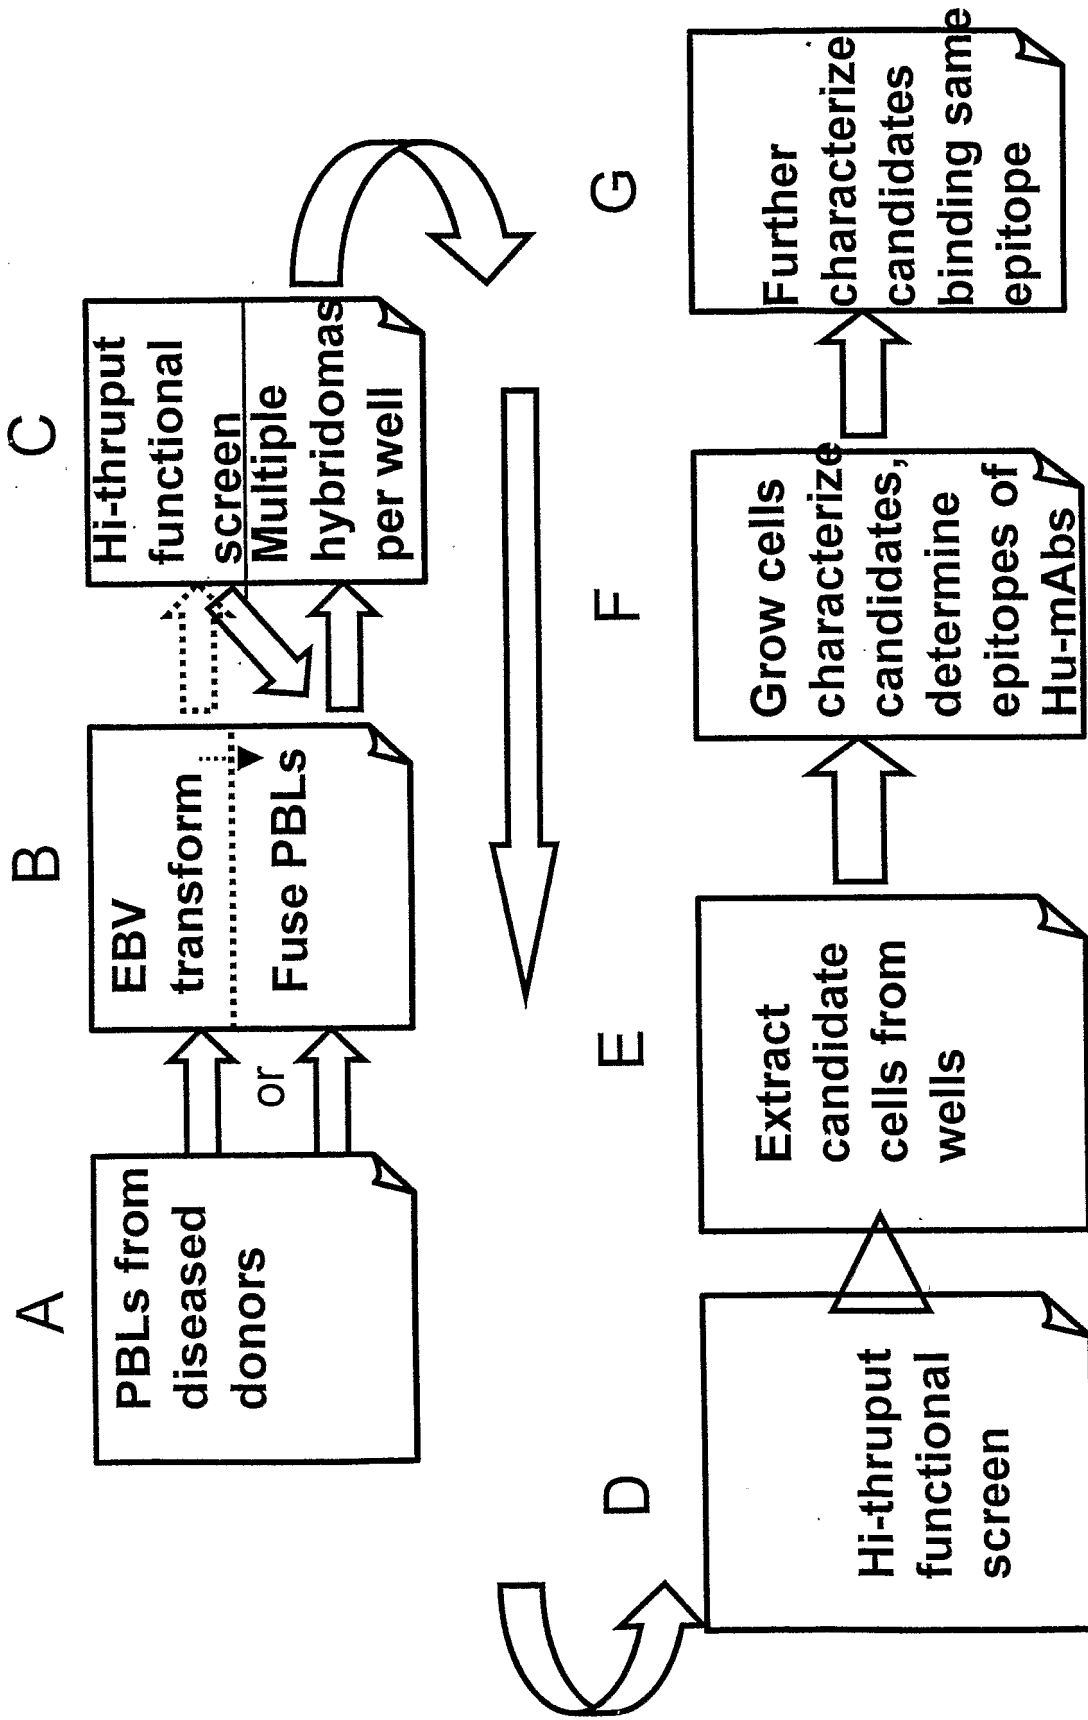 A
PBLs from
diseased
donors
or
B
EBV
transform
Fuse PBLs
C
Hi-thruput
functional
screen
Multiple
hybridomas
per well
D
Hi-thruput
functional
screen
E
Extract
candidate
cells from
wells
F
Grow cells
characterize
candidates,
determine
epitopes of
Hu-mAbs
G
Further
characterize
candidates
binding same
epitope